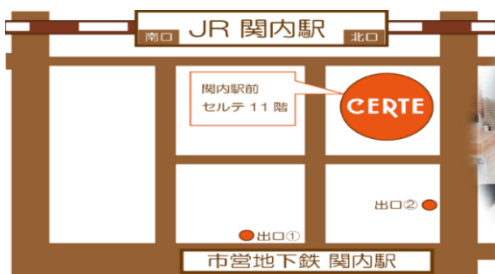 JR 関内駅
南口
北口
関内駅前
セルテ 11 階
CERTE
出口②
出口①
市営地下鉄 関内駅